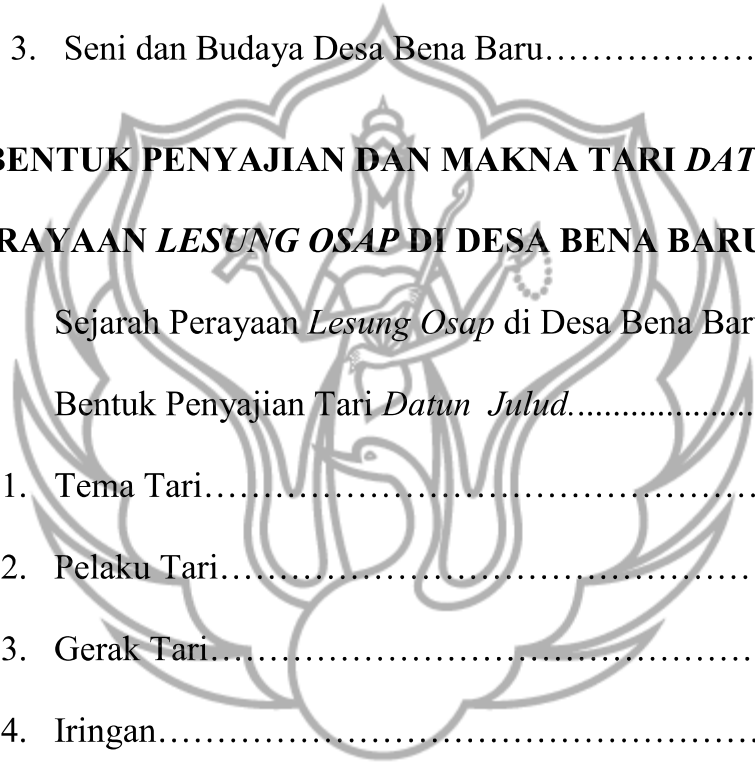 3. Seni dan Budaya Desa Bena Baru………………
BENTUK PENYAJIAN DAN MAKNA TARI DAT
RAYAAN LESUNG OSAP DI DESA BENA BARU
Sejarah Perayaan Lesung Osap di Desa Bena Bar
Bentuk Penyajian Tari Datun Julud.....................
1. Tema Tari…………………………………………
2. Pelaku Tari………………………………………
3. Gerak Tari…………………………………………
4. Iringan………………………………………………